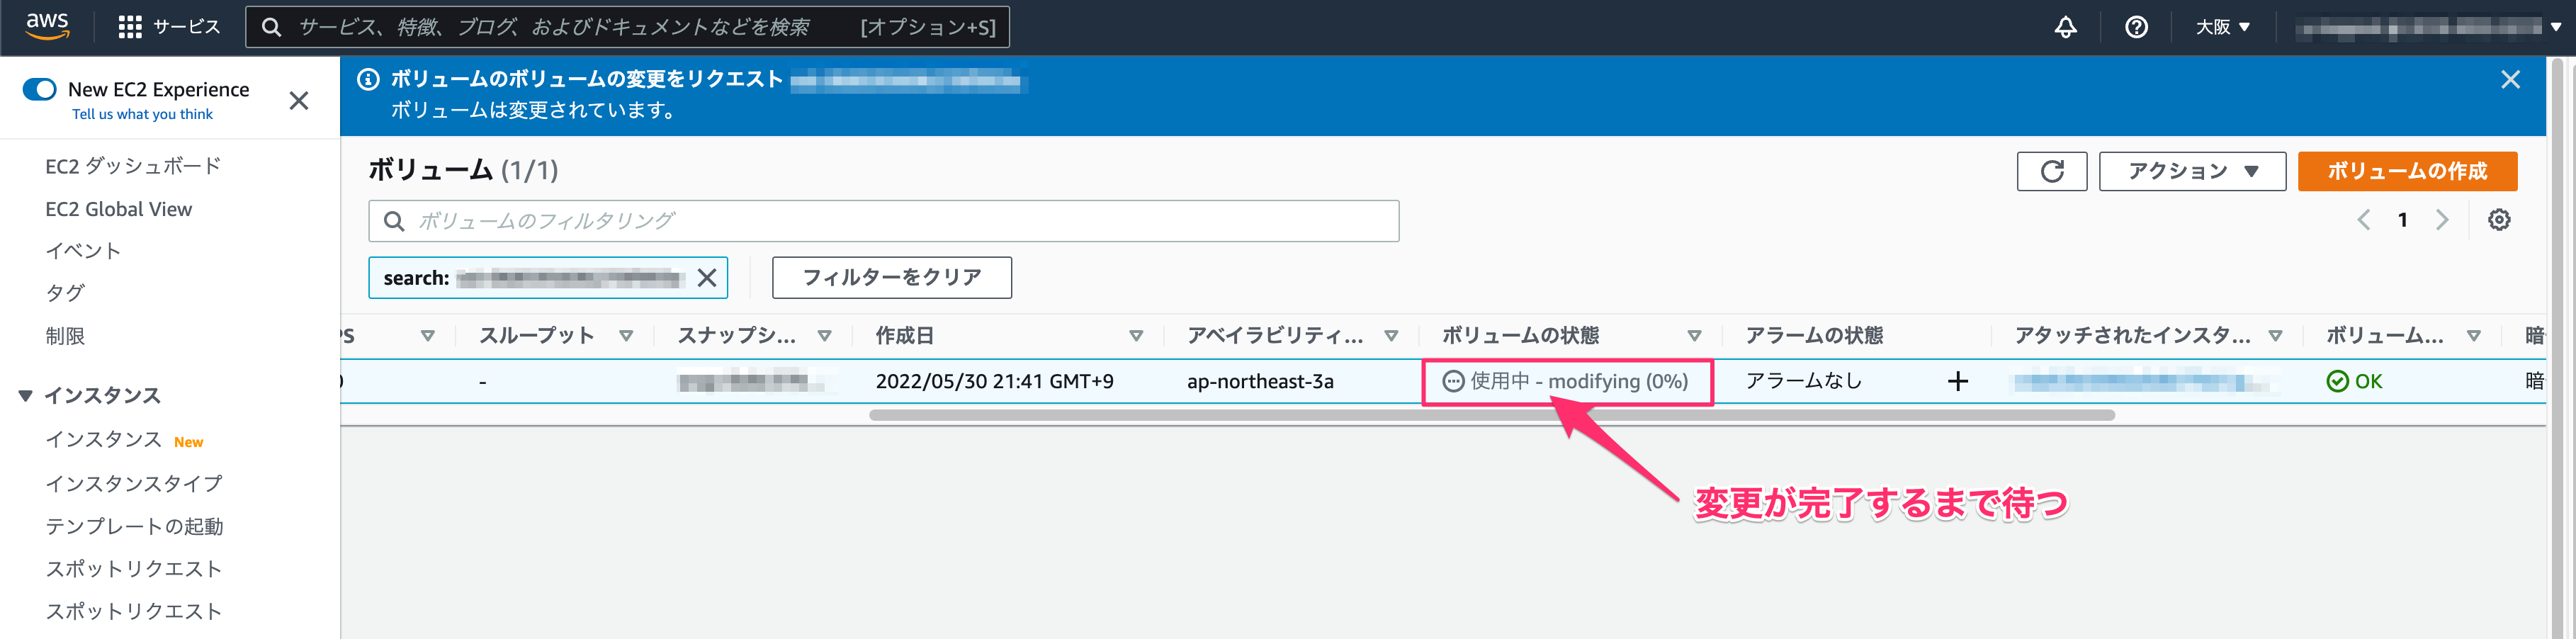 aws
サービス
サービス、特徴、ブログ、およびドキュメントなどを検索
[オプション+S]
大阪
New EC2 Experience
Tell us what you think
EC2 ダッシュボード
EC2 Global View
イベント
タグ
制限
インスタンス
インスタンス New
インスタンスタイプ
テンプレートの起動
スポットリクエスト
スポットリクエスト
ボリュームのボリュームの変更をリクエスト
ボリュームは変更されています。
ボリューム (1/1)
アクション
ボリュームの作成
ボリュームのフィルタリング
1
search:
フィルターをクリア
スループット スナップシ... 作成日 アベイラビリティ... ボリュームの状態 アラームの状態 アタッチされたインスタ... ボリューム... 暗
- 2022/05/30 21:41 GMT+9 ap-northeast-3a 使用中 - modifying (0%) アラームなし + OK 暗
変更が完了するまで待つ